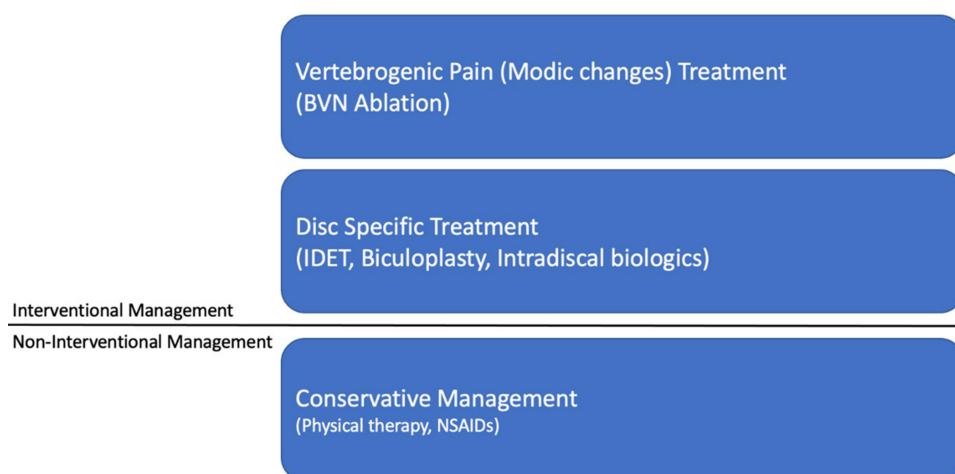 Vertebrogenic Pain (Modic changes) Treatment
(BVN Ablation)
Disc Specific Treatment
(IDET, Biculoplasty, Intradiscal biologics)
Interventional Management
Non-Interventional Management
Conservative Management
(Physical therapy, NSAIDs)